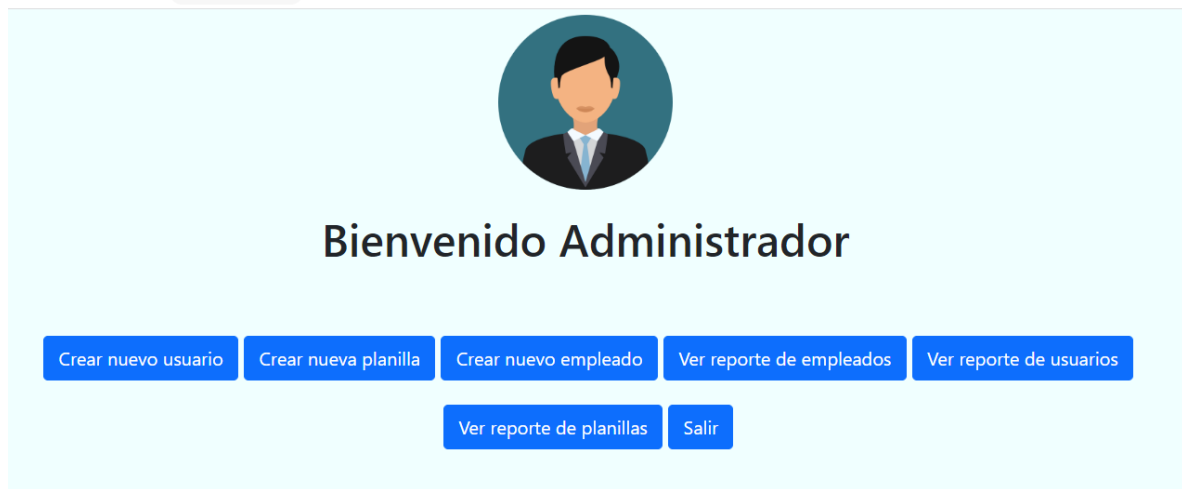 Bienvenido Administrador
Crear nuevo usuario Crear nueva planilla Crear nuevo empleado Ver reporte de empleados Ver reporte de usuarios
Ver reporte de planillas Salir